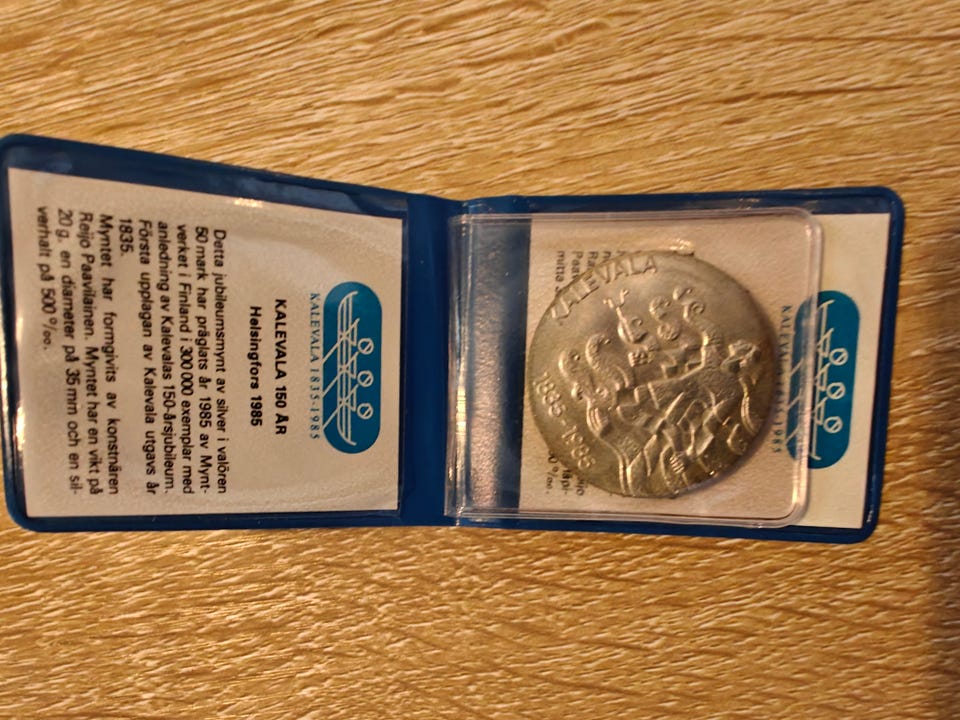 KALEVALA 1835-1985
KALEVALA 150 ÅR
Helsingfors 1985
Detta jubileumsmynt av silver i valören
50 mark har präglats år 1985 av Mynt-
verket i Finland i 300 000 exemplar med
anledning av Kalevalas 150-årsjubileum.
Första upplagan av Kalevala utgavs år
1835.
Myntet har formgivits av konstnären
Reijo Paavilainen. Myntet har en vikt på
20 g, en diameter på 35 mm och en sil-
verhalt på 500 º/oo.
KALEVALA 1835-1985
KALEVALA
1835-1985
mitta